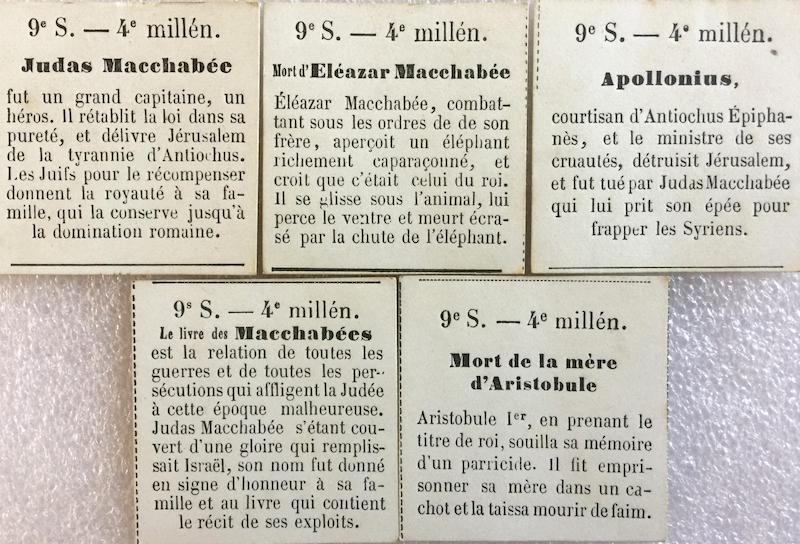 9e S. — 4e millén.
Judas Macchabée
fut un grand capitaine, un
héros. Il rétablit la loi dans sa
pureté, et délivre Jérusalem
de la tyrannie d'Antiochus.
Les Juifs pour le récompenser
donnent la royauté à sa fa-
mille, qui la conserve jusqu'à
la domination romaine.
9e S. — 4e millén.
Mort d'Eléazar Macchabée
Éléazar Macchabée, combat-
tant sous les ordres de de son
frère, aperçoit un éléphant
richement caparaçonné, et
croit que c'était celui du roi.
Il se glisse sous l'animal, lui
perce le ventre et meurt écra-
sé par la chute de l'éléphant.
9e S. — 4e millén.
Apollonius,
courtisan d'Antiochus Épipha-
nès, et le ministre de ses
cruautés, détruisit Jérusalem,
et fut tué par Judas Macchabée
qui lui prit son épée pour
frapper les Syriens.
9s S. — 4e millén.
Le livre des Macchabées
est la relation de toutes les
guerres et de toutes les per-
sécutions qui affligent la Judée
à cette époque malheureuse.
Judas Macchabée s'étant cou-
vert d'une gloire qui remplis-
sait Israël, son nom fut donné
en signe d'honneur à sa fa-
mille et au livre qui contient
le récit de ses exploits.
9e S. — 4e millén.
Mort de la mère
d'Aristobule
Aristobule 1er, en prenant le
titre de roi, souilla sa mémoire
d'un parricide. Il fit empri-
sonner sa mère dans un ca-
chot et la taissa mourir de faim.